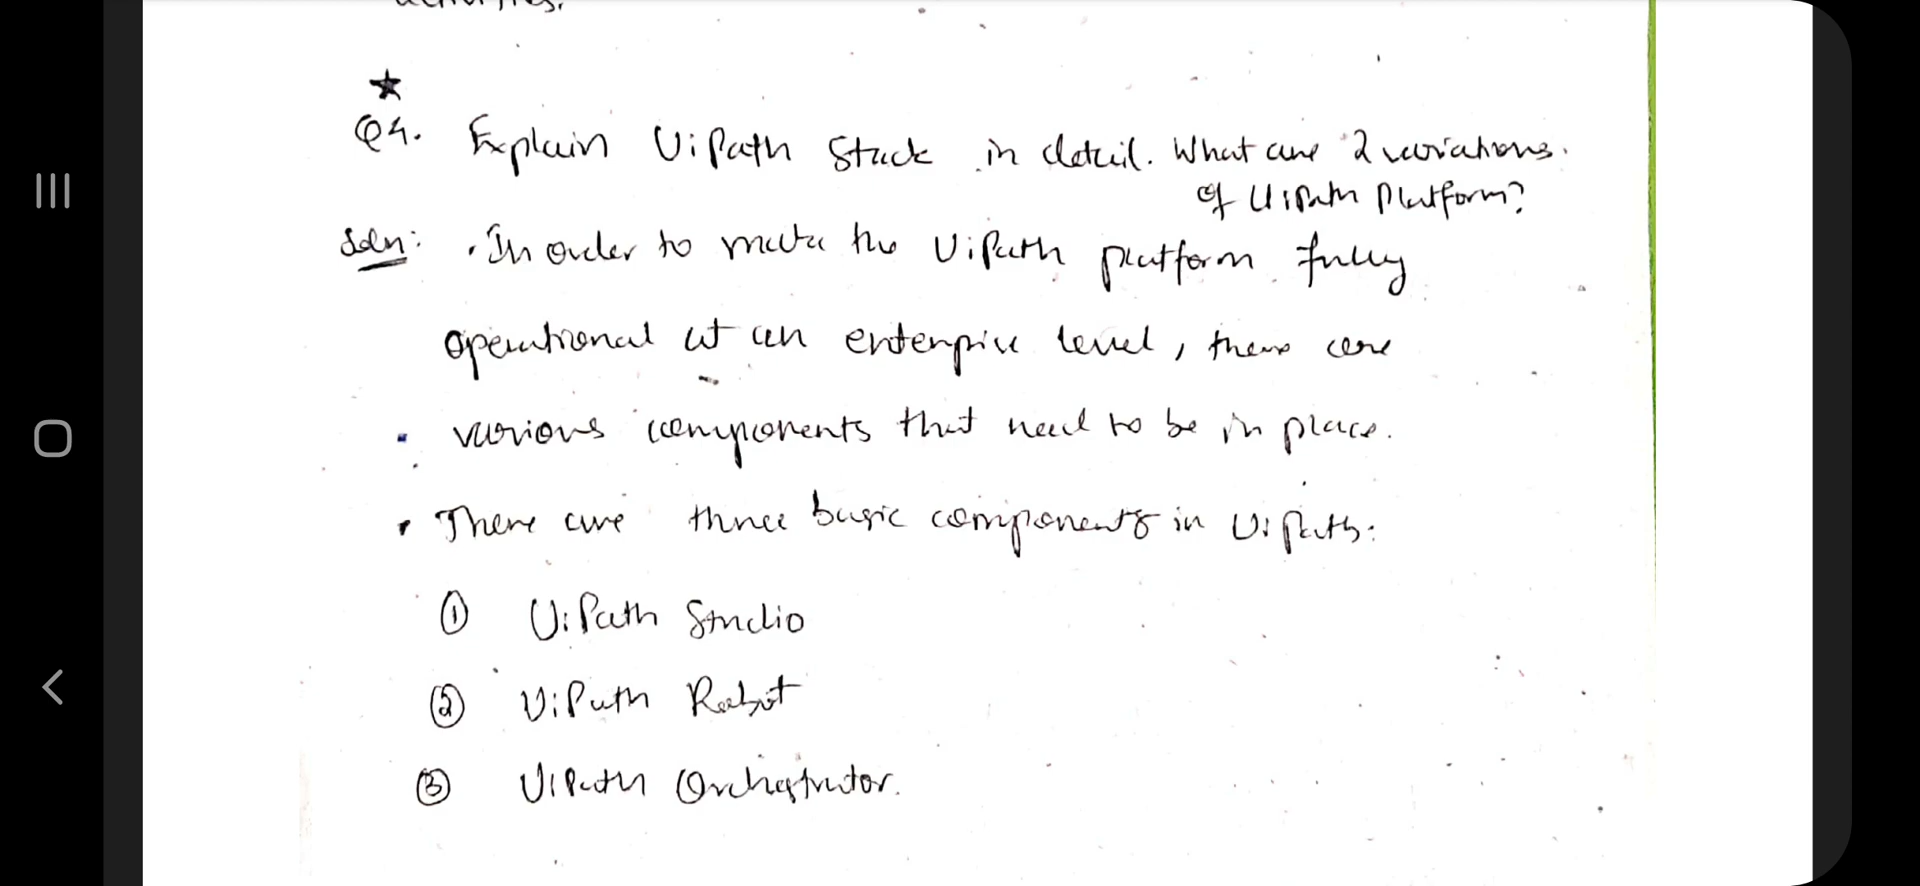 activities.
★
Q4. Explain UiPath Stack in detail. What are 2 variations.
of UiPath Platform?
Soln: • In order to make the UiPath platform fully
operational at an enterprise level, there are
• various components that need to be in place.
• There are three basic components in UiPath:
① UiPath Studio
② UiPath Robot
③ UiPath Orchestrator.